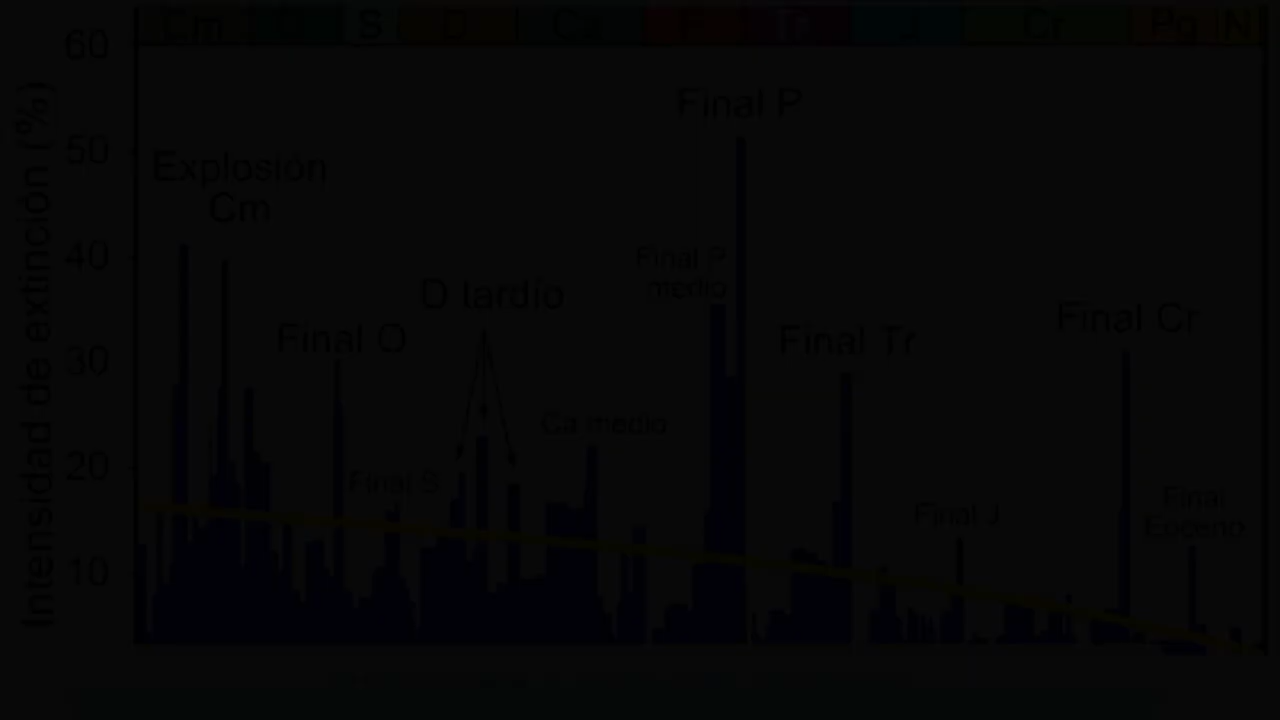 Cm O S D Ca P Tr J Cr Pg N
60
50
40
30
20
10
Intensidad de extinción (%)
Final P
Explosión
Cm
Final P
medio
D tardío
Final O
Final Tr
Final Cr
Ca medio
Final S
Final J
Final
Eoceno